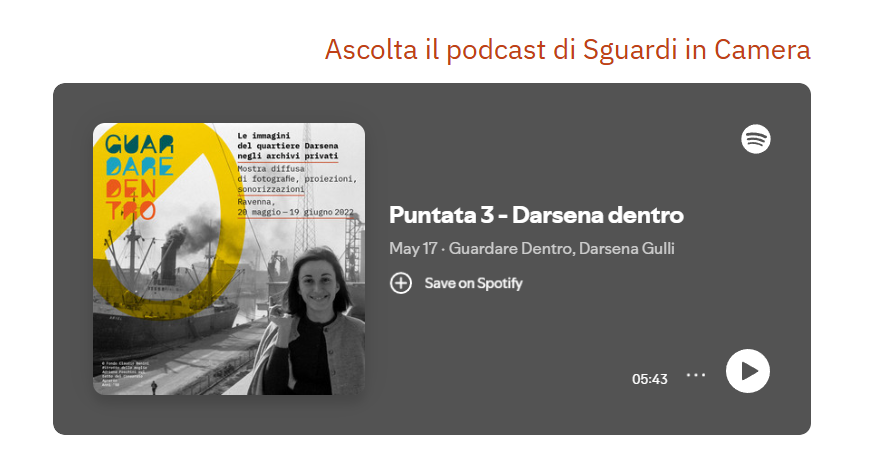 Ascolta il podcast di Sguardi in Camera
GUAR
DARE
DEN
TRO
Le immagini
del quartiere Darsena
negli archivi privati
Mostra diffusa
di fotografie, proiezioni,
sonorizzazioni
Ravenna,
20 maggio – 19 giugno 2022
Puntata 3 - Darsena dentro
May 17 · Guardare Dentro, Darsena Gulli
Save on Spotify
05:43